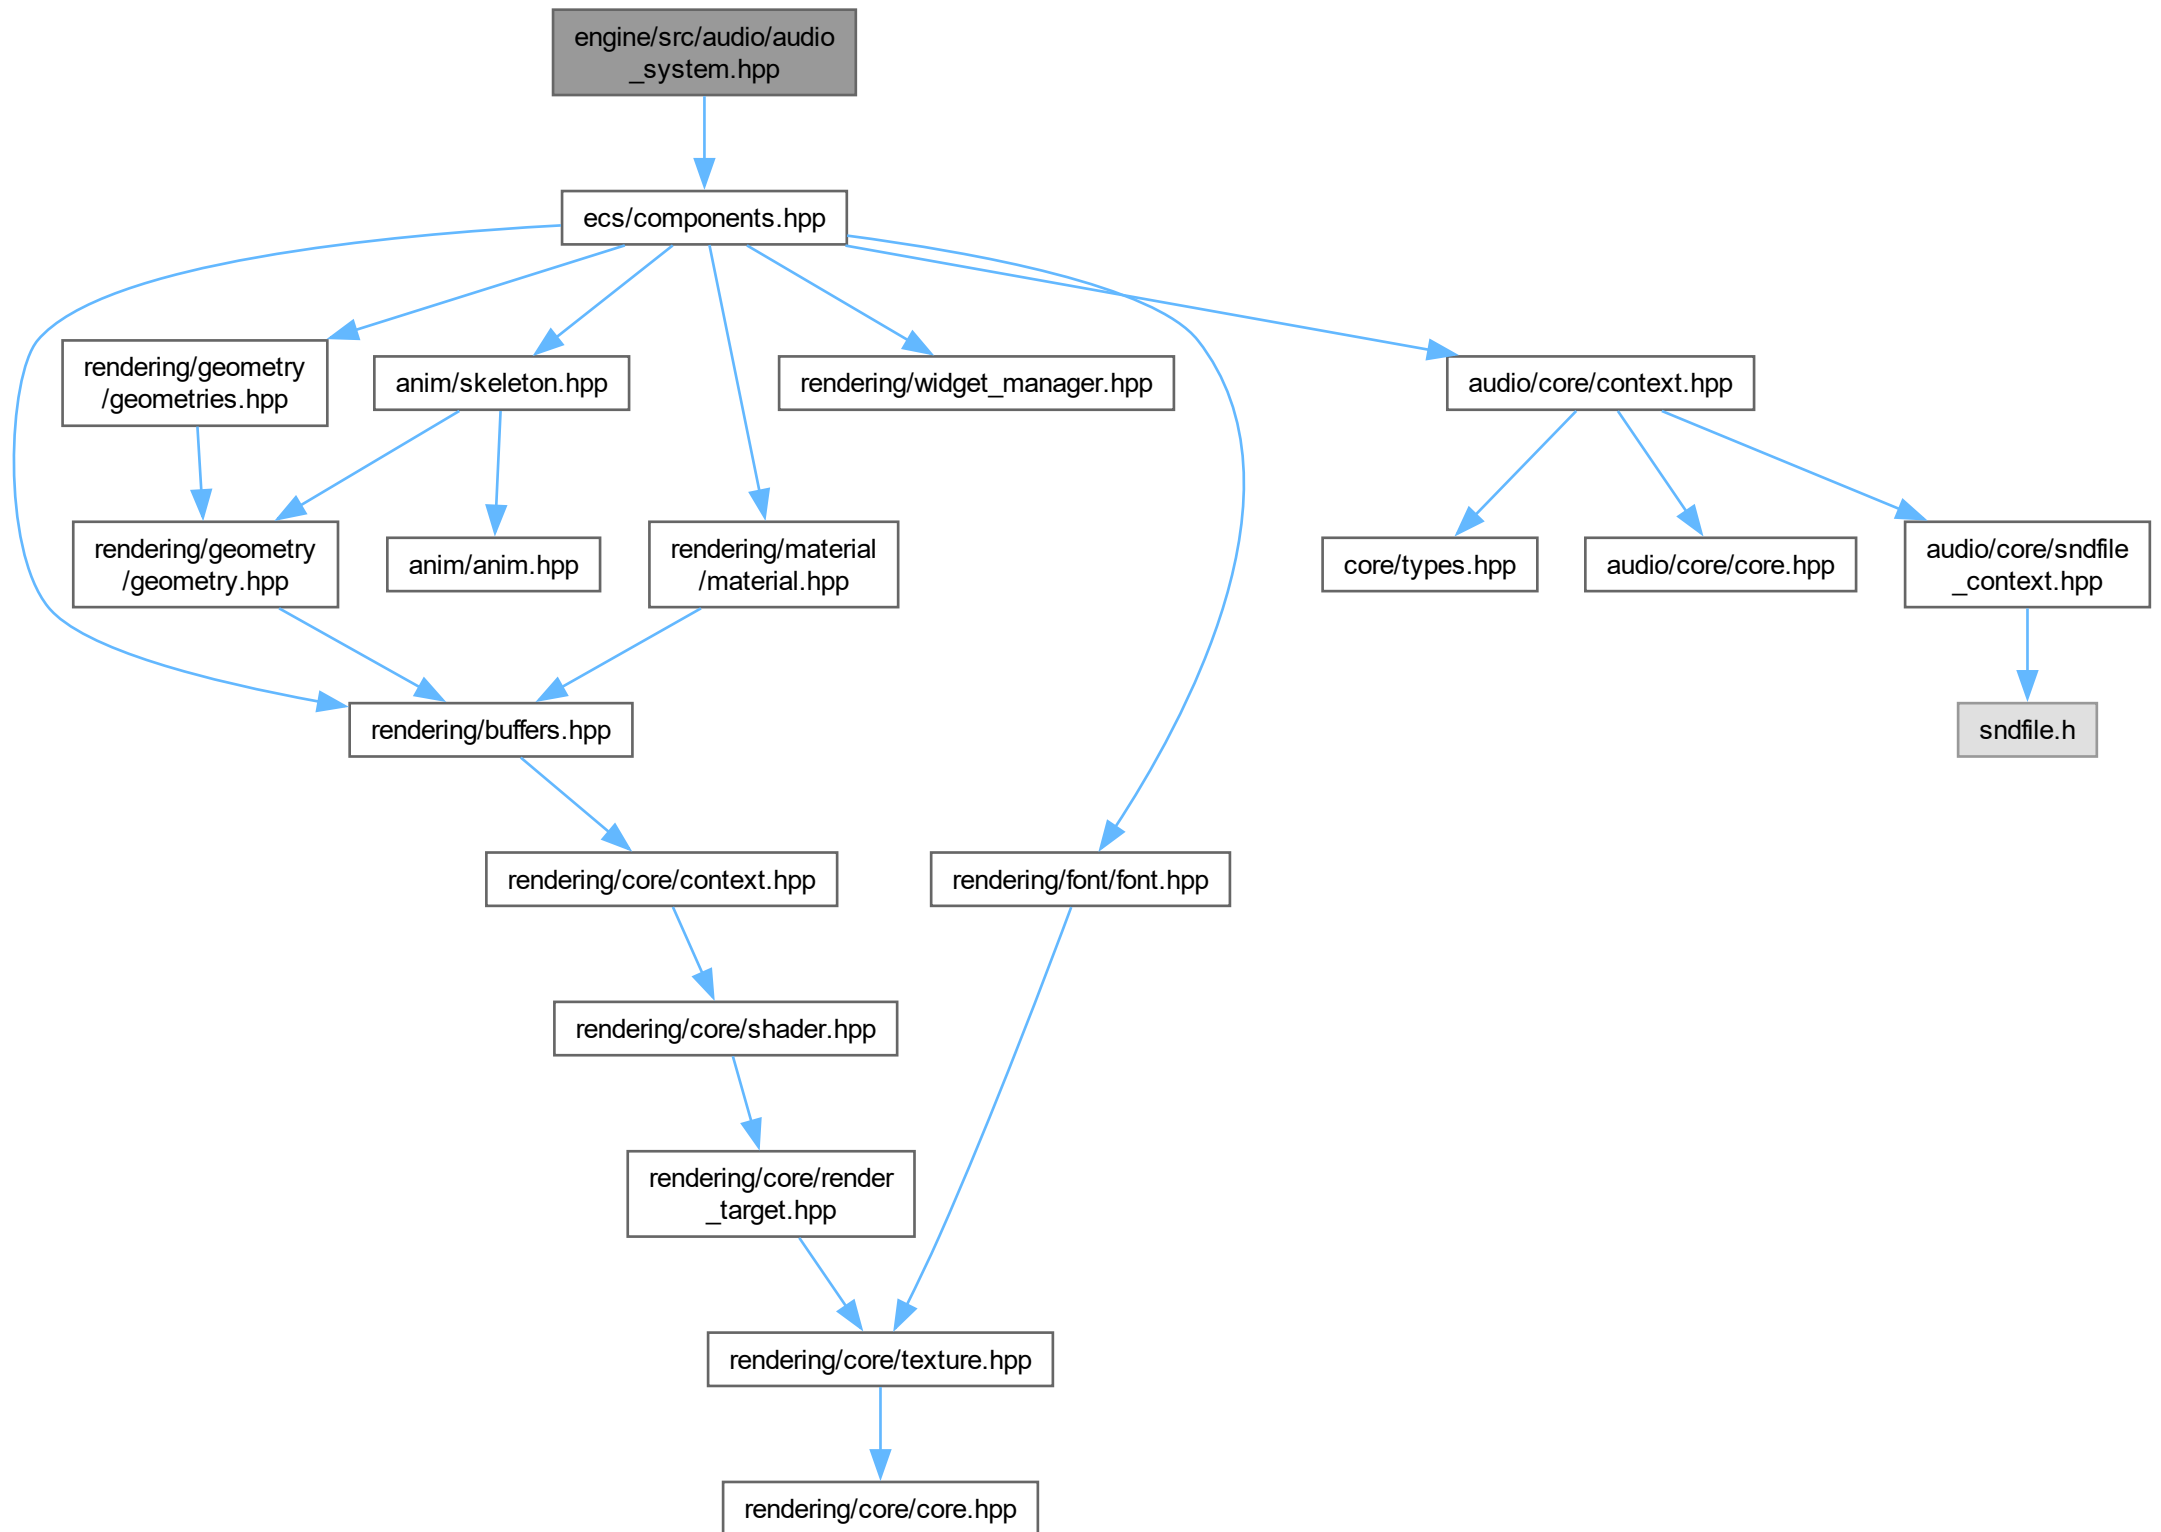 engine/src/audio/audio
_system.hpp
ecs/components.hpp
rendering/geometry
/geometries.hpp
anim/skeleton.hpp
rendering/widget_manager.hpp
audio/core/context.hpp
rendering/geometry
/geometry.hpp
anim/anim.hpp
rendering/material
/material.hpp
core/types.hpp
audio/core/core.hpp
audio/core/sndfile
_context.hpp
rendering/buffers.hpp
sndfile.h
rendering/core/context.hpp
rendering/font/font.hpp
rendering/core/shader.hpp
rendering/core/render
_target.hpp
rendering/core/texture.hpp
rendering/core/core.hpp